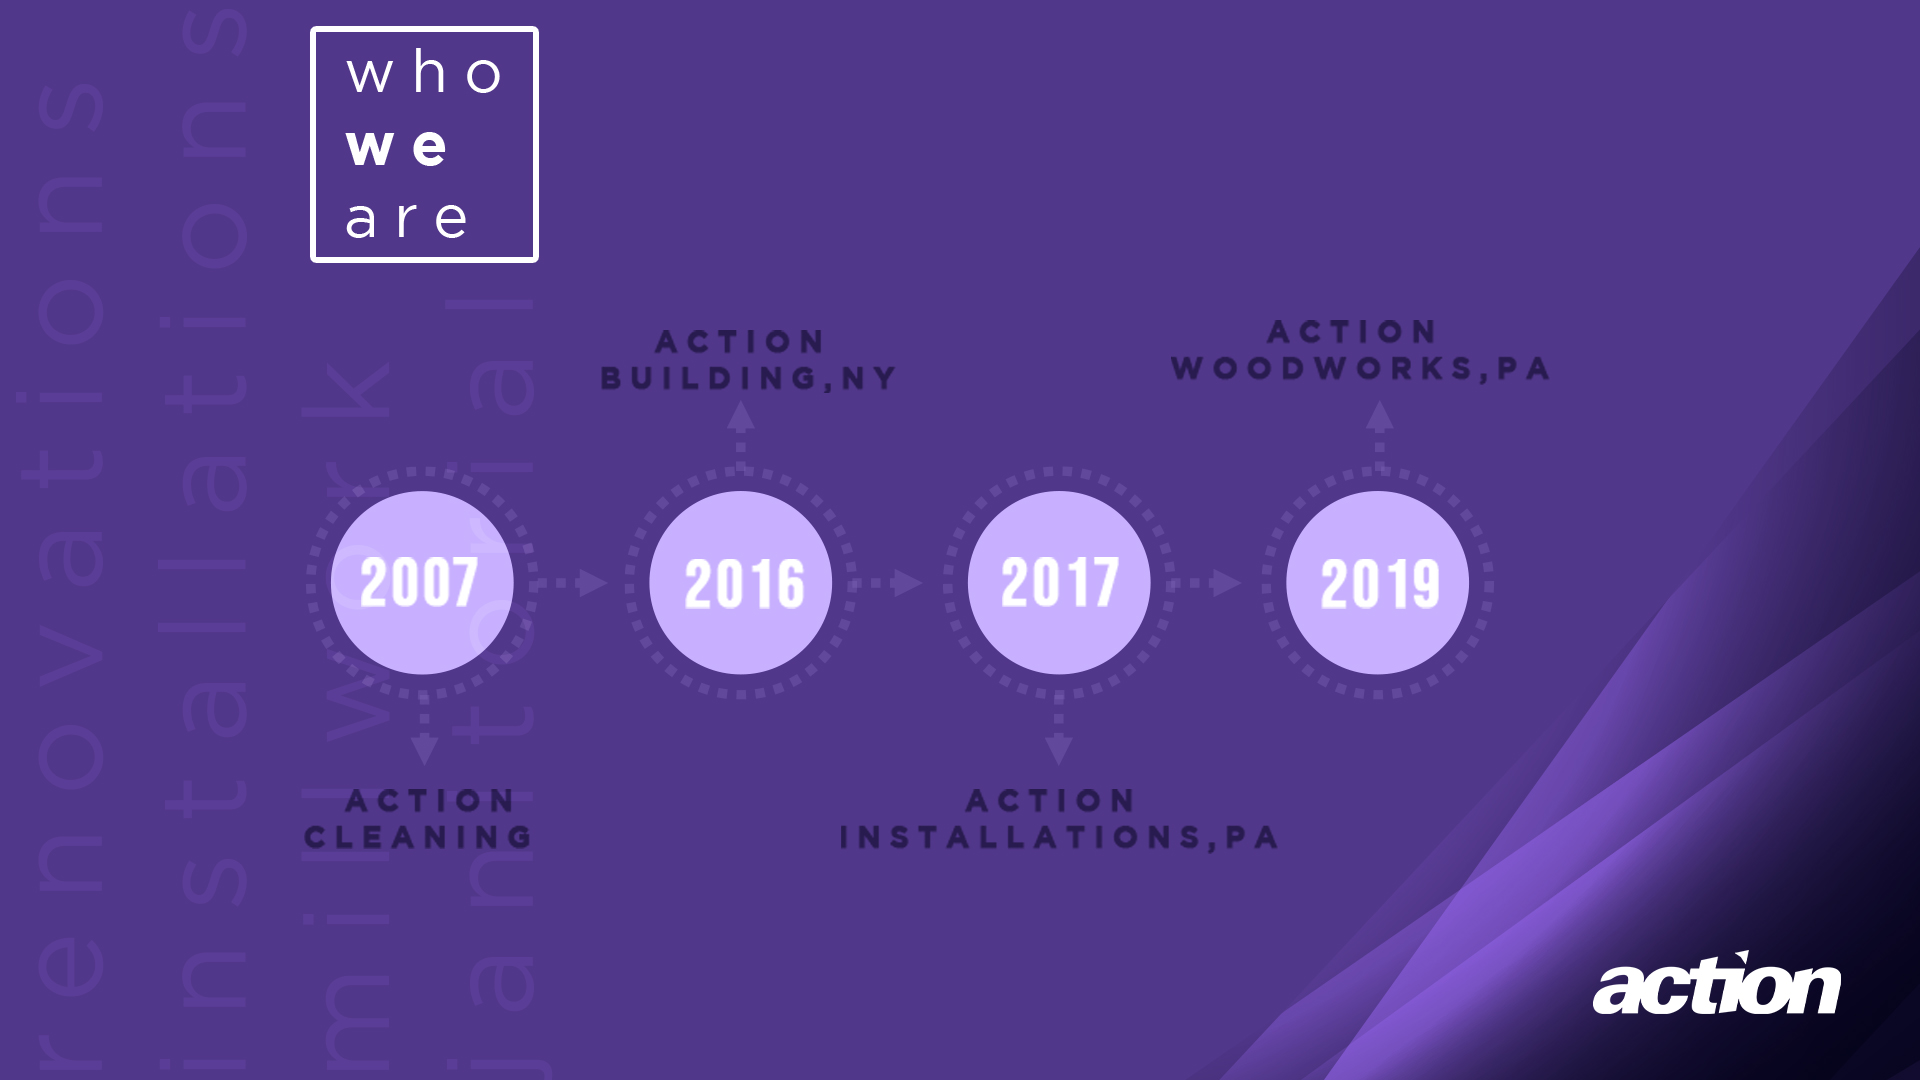 who
we
are
ACTION
BUILDING,NY
ACTION
WOODWORKS,PA
2007
2016
2017
2019
ACTION
CLEANING
ACTION
INSTALLATIONS,PA
renovations
installations
millwork
janitorial
action